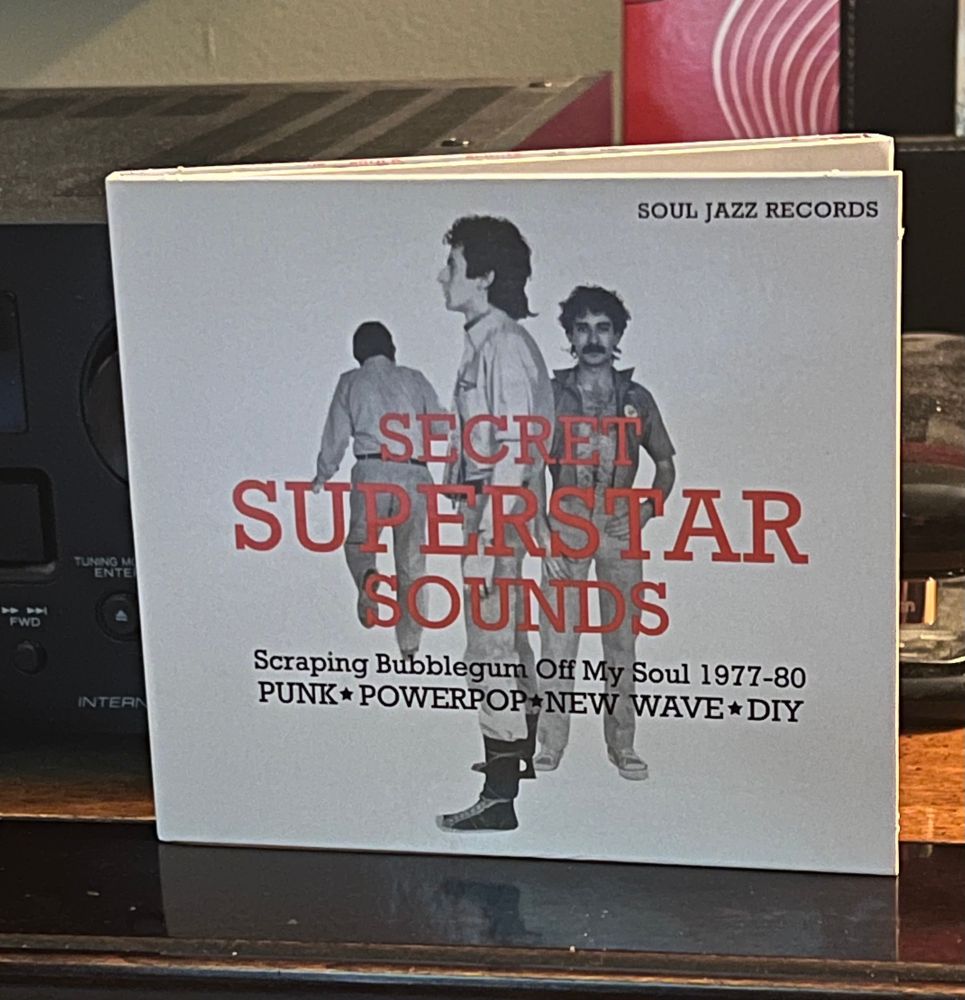 SOUL JAZZ RECORDS
SECRET
SUPERSTAR
SOUNDS
Scraping Bubblegum Off My Soul 1977-80
PUNK★POWERPOP★NEW WAVE★DIY
TUNING
FWD